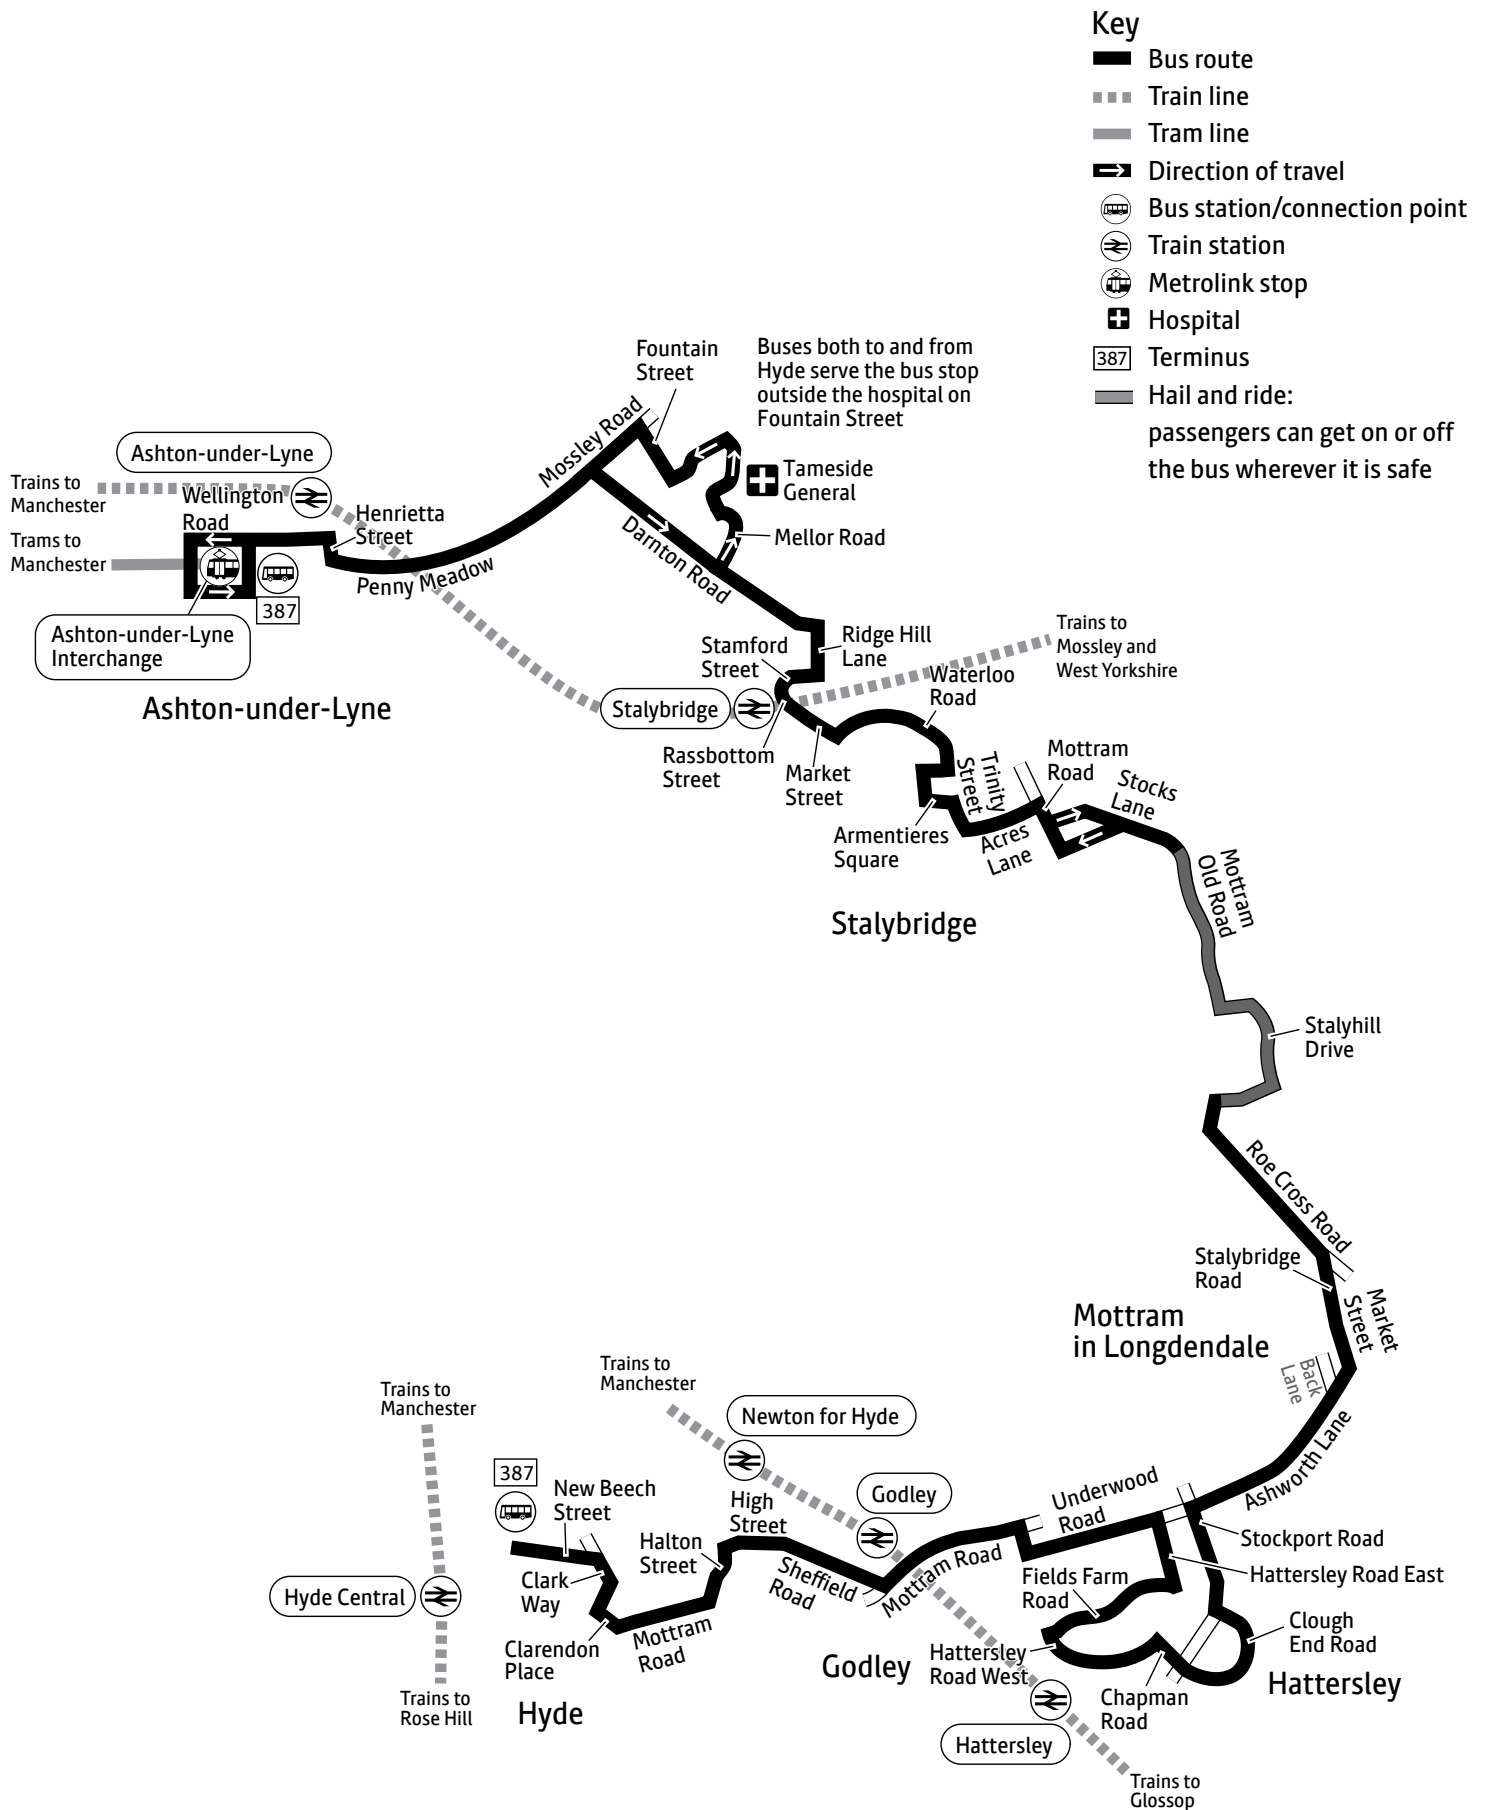 Key
Bus route
Train line
Tram line
Direction of travel
Bus station/connection point
Train station
Metrolink stop
Hospital
387
Terminus
Hail and ride:
passengers can get on or off
the bus wherever it is safe
Fountain
Street
Buses both to and from
Hyde serve the bus stop
outside the hospital on
Fountain Street
Mossley Road
Tameside
General
Mellor Road
Darnton Road
Ashton-under-Lyne
Trains to
Manchester
Wellington
Road
Henrietta
Street
Trams to
Manchester
Penny Meadow
387
Ashton-under-Lyne
Interchange
Ashton-under-Lyne
Stamford
Street
Ridge Hill
Lane
Trains to
Mossley and
West Yorkshire
Stalybridge
Waterloo
Road
Rassbottom
Street
Market
Street
Trinity
Street
Mottram
Road
Stocks
Lane
Armentieres
Square
Acres
Lane
Mottram
Old Road
Stalybridge
Stalyhill
Drive
Roe Cross Road
Stalybridge
Road
Market
Street
Mottram
in Longdendale
Back
Lane
Ashworth Lane
Trains to
Manchester
Trains to
Manchester
Newton for Hyde
387
New Beech
Street
High
Street
Godley
Underwood
Road
Halton
Street
Stockport Road
Clark
Way
Sheffield
Road
Mottram Road
Fields Farm
Road
Hattersley Road East
Hyde Central
Clarendon
Place
Mottram
Road
Godley
Hattersley
Road West
Clough
End Road
Chapman
Road
Hattersley
Trains to
Rose Hill
Hyde
Hattersley
Trains to
Glossop